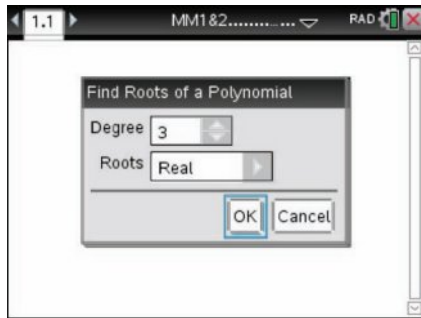 1.1 MM1&2........... RAD
Find Roots of a Polynomial
Degree 3
Roots Real
OK Cancel